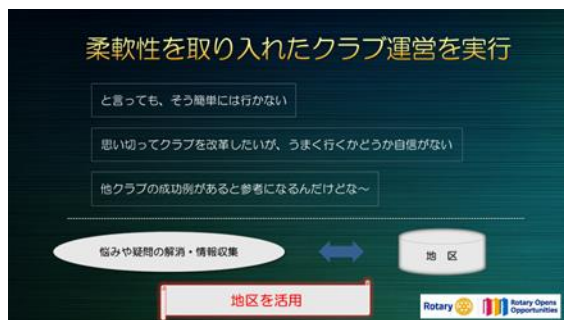 柔軟性を取り入れたクラブ運営を実行
と言っても、そう簡単には行かない
思い切ってクラブを改革したいが、うまく行くかどうか自信がない
他クラブの成功例があると参考になるんだけどな～
悩みや疑問の解消・情報収集
地 区
地区を活用
Rotary
Rotary Opens
Opportunities